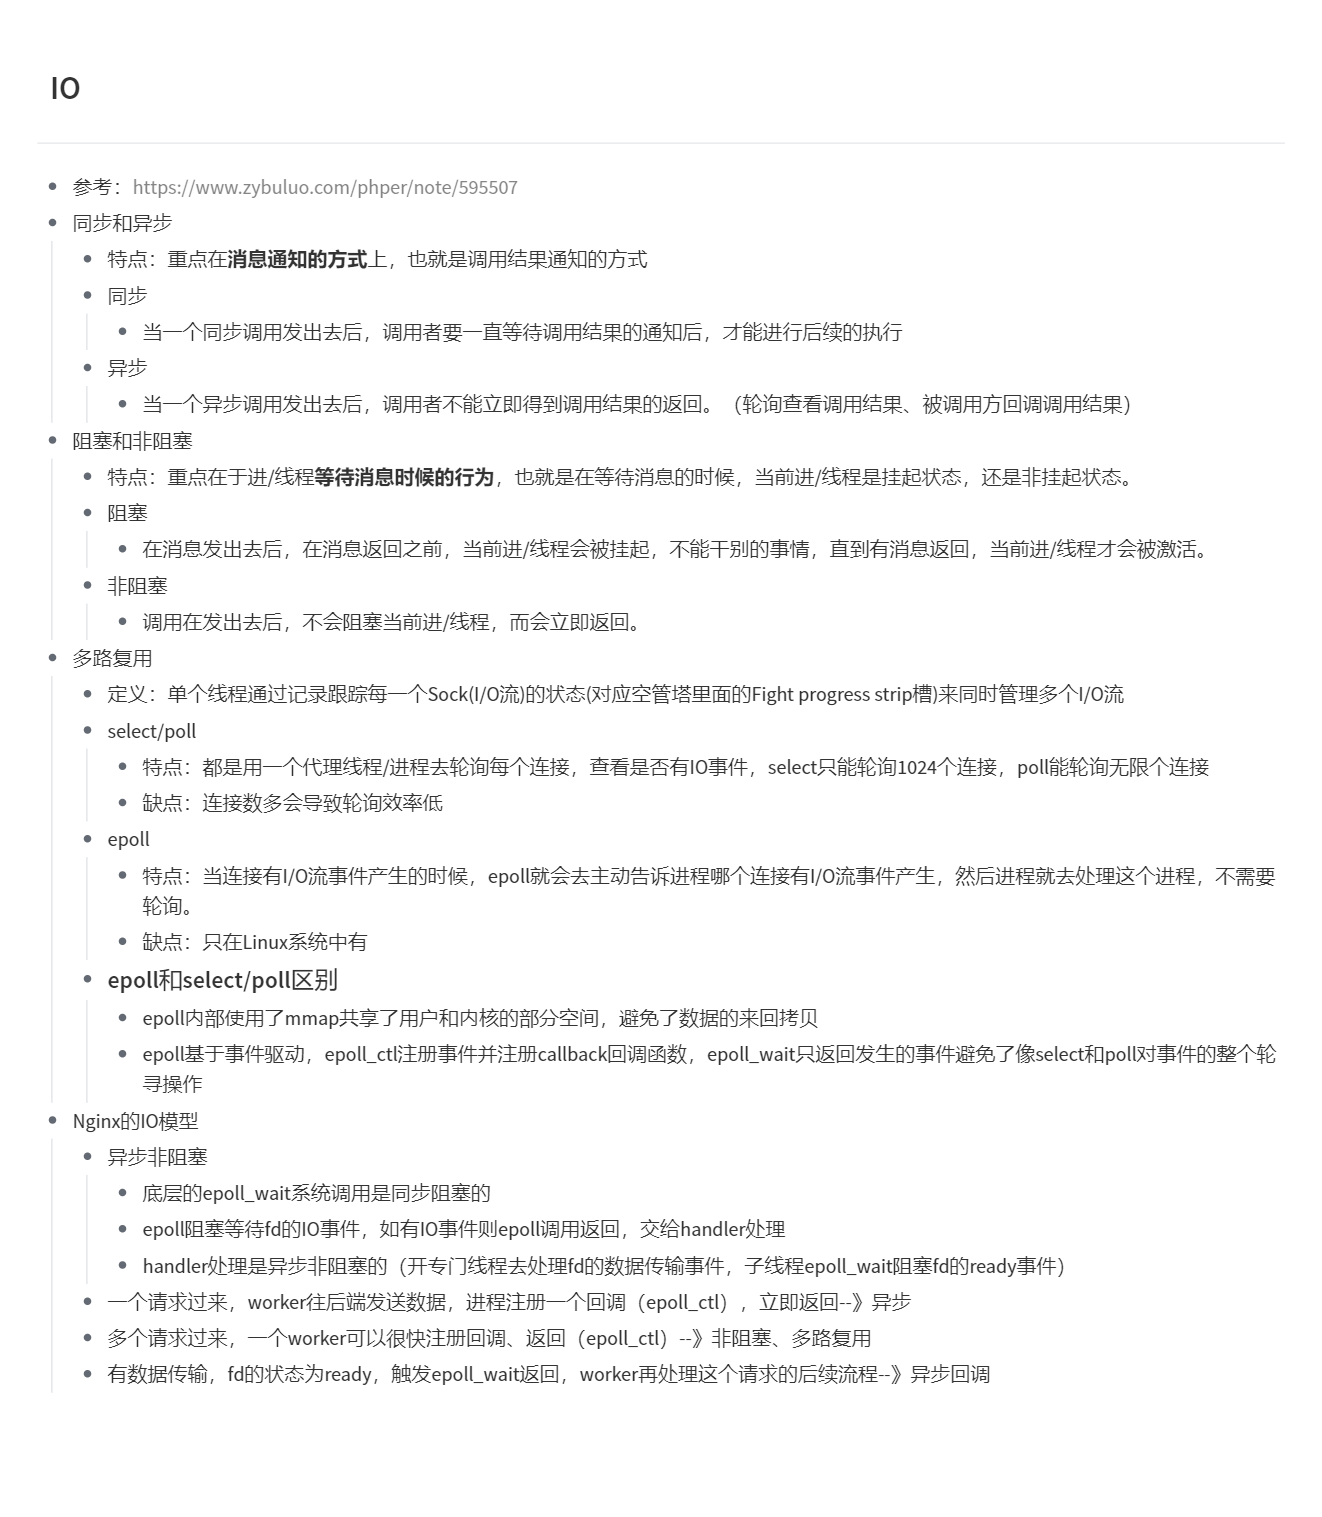 IO
参考：https://www.zybuluo.com/phper/note/595507
同步和异步
特点：重点在消息通知的方式上，也就是调用结果通知的方式
同步
当一个同步调用发出去后，调用者要一直等待调用结果的通知后，才能进行后续的执行
异步
当一个异步调用发出去后，调用者不能立即得到调用结果的返回。（轮询查看调用结果、被调用方回调调用结果）
阻塞和非阻塞
特点：重点在于进/线程等待消息时候的行为，也就是在等待消息的时候，当前进/线程是挂起状态，还是非挂起状态。
阻塞
在消息发出去后，在消息返回之前，当前进/线程会被挂起，不能干别的事情，直到有消息返回，当前进/线程才会被激活。
非阻塞
调用在发出去后，不会阻塞当前进/线程，而会立即返回。
多路复用
定义：单个线程通过记录跟踪每一个Sock(I/O流)的状态(对应空管塔里面的Fight progress strip槽)来同时管理多个I/O流
select/poll
特点：都是用一个代理线程/进程去轮询每个连接，查看是否有IO事件，select只能轮询1024个连接，poll能轮询无限个连接
缺点：连接数多会导致轮询效率低
epoll
特点：当连接有I/O流事件产生的时候，epoll就会去主动告诉进程哪个连接有I/O流事件产生，然后进程就去处理这个进程，不需要
轮询。
缺点：只在Linux系统中有
epoll和select/poll区别
epoll内部使用了mmap共享了用户和内核的部分空间，避免了数据的来回拷贝
epoll基于事件驱动，epoll_ctl注册事件并注册callback回调函数，epoll_wait只返回发生的事件避免了像select和poll对事件的整个轮
寻操作
Nginx的IO模型
异步非阻塞
底层的epoll_wait系统调用是同步阻塞的
epoll阻塞等待fd的IO事件，如有IO事件则epoll调用返回，交给handler处理
handler处理是异步非阻塞的（开专门线程去处理fd的数据传输事件，子线程epoll_wait阻塞fd的ready事件）
一个请求过来，worker往后端发送数据，进程注册一个回调（epoll_ctl），立即返回--》异步
多个请求过来，一个worker可以很快注册回调、返回（epoll_ctl）--》非阻塞、多路复用
有数据传输，fd的状态为ready，触发epoll_wait返回，worker再处理这个请求的后续流程--》异步回调